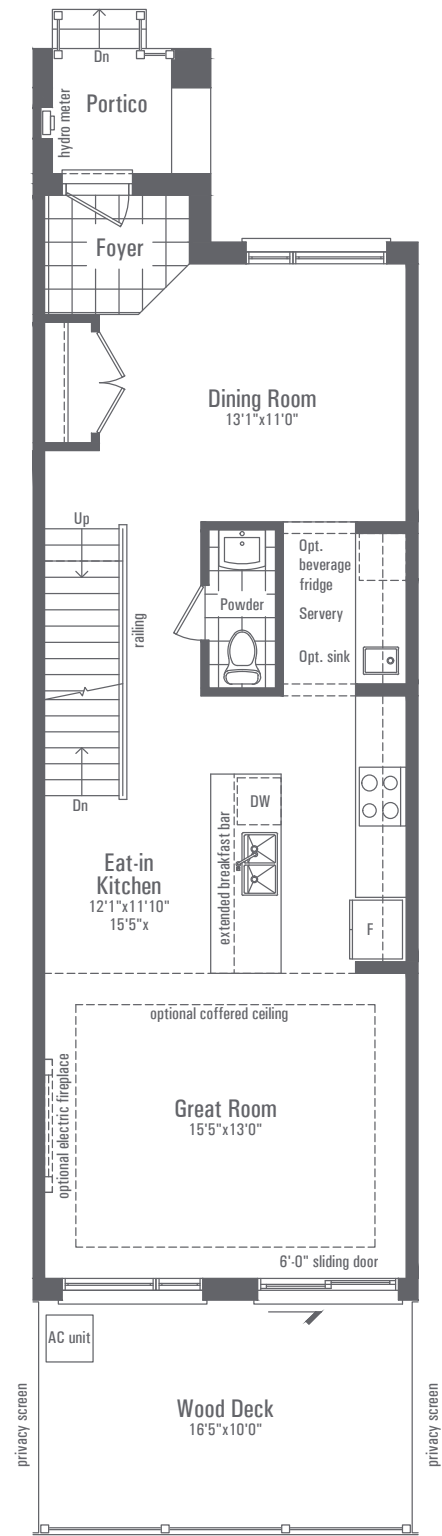 Dn
Portico
hydro meter
Foyer
Dining Room
13'1"x11'0"
Up
railing
Powder
Opt.
beverage
fridge
Servery
Opt. sink
Dn
DW
extended breakfast bar
Eat-in
Kitchen
12'1"x11'10"
15'5"x
F
optional coffered ceiling
optional electric fireplace
Great Room
15'5"x13'0"
6'-0" sliding door
AC unit
privacy screen
Wood Deck
16'5"x10'0"
privacy screen